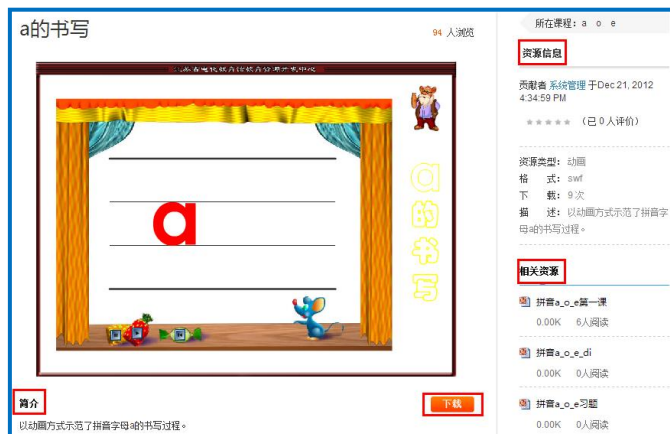 a的书写
94 人浏览
a
a
的
书
写
简介
下载
以动画方式示范了拼音字母a的书写过程。
所在课程：a o e
资源信息
贡献者 系统管理 于Dec 21, 2012
4:34:59 PM
（已 0 人评价）
资源类型：动画
格 式：swf
下 载：9 次
描 述：以动画方式示范了拼音字
母a的书写过程。
相关资源
拼音a_o_e第一课
0.00K 6人阅读
拼音a_o_e_di
0.00K 0人阅读
拼音a_o_e习题
0.00K 0人阅读